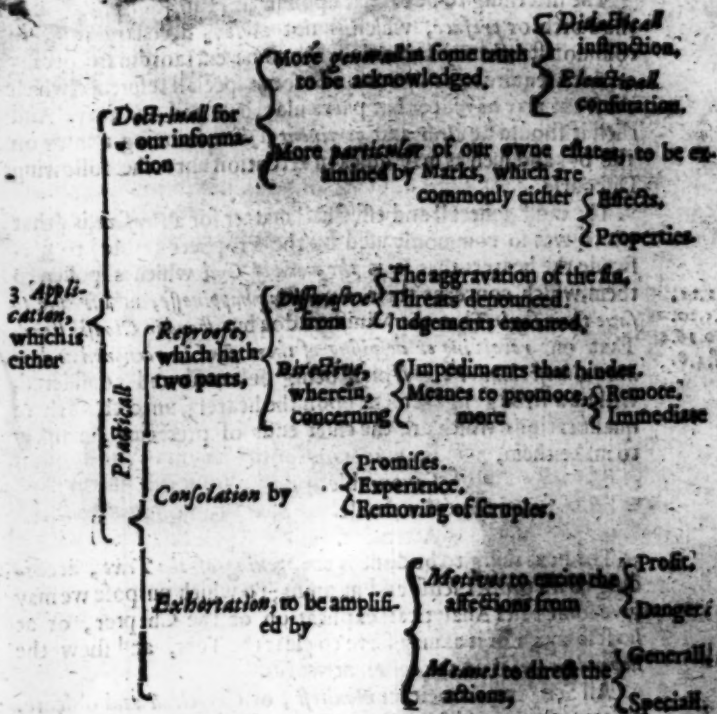 3 Appli-
cation,
which is
either
Doctrinall for
our informa-
tion
More generall in some truth
to be acknowledged.
Didacticall
instruction.
Elencticall
confutation.
More particular of our owne estates, to be ex-
amined by Marks, which are
commonly either
Effects,
Properties.
Practicall
Reproofe,
which hath
two parts,
Disswasive
from
The aggravation of the sin,
Threats denounced.
Judgements executed,
Directive,
wherein,
concerning
Impediments that hinder.
Meanes to promote,
more
Remote.
Immediate
Consolation by
Promises.
Experience.
Removing of scruples.
Exhortation, to be amplifi-
ed by
Motives to excite the
affections from
Profit.
Danger:
Meanes to direct the
actions,
Generall.
Speciall.